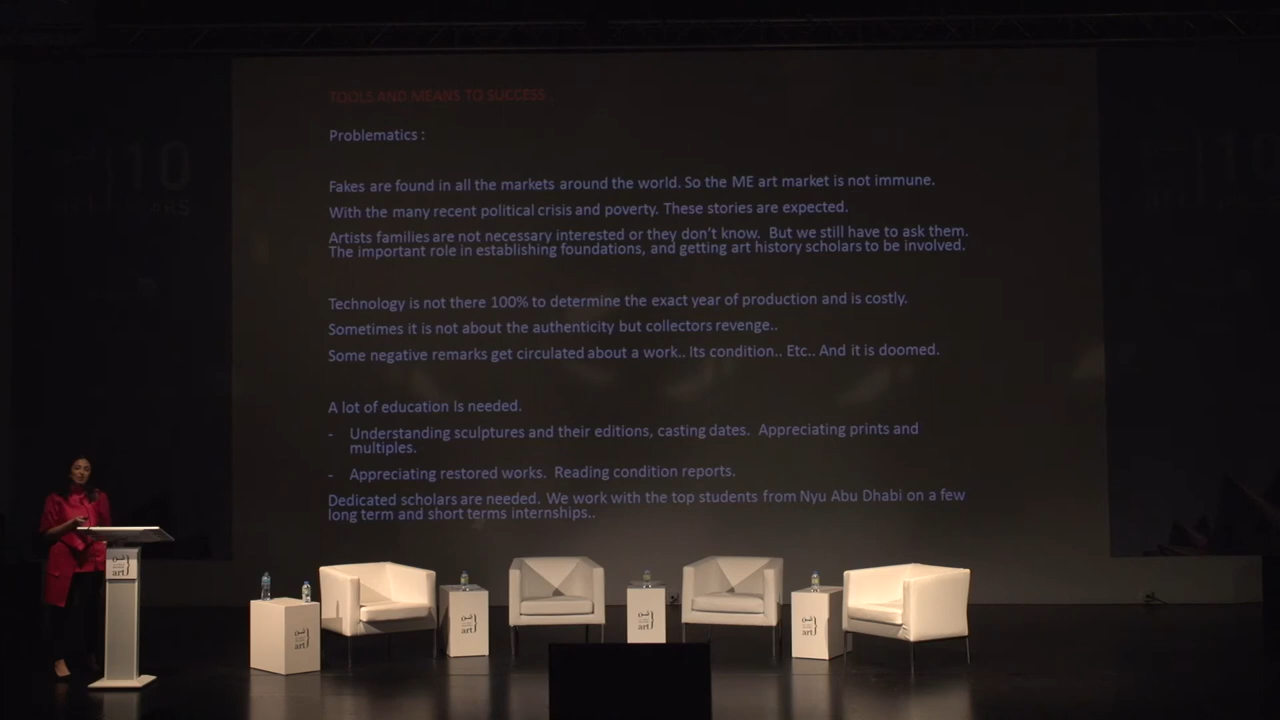 TOOLS AND MEANS TO SUCCESS
Problematics :
Fakes are found in all the markets around the world. So the ME art market is not immune.
With the many recent political crisis and poverty. These stories are expected.
Artists families are not necessary interested or they don't know. But we still have to ask them.
The important role in establishing foundations, and getting art history scholars to be involved.
Technology is not there 100% to determine the exact year of production and is costly.
Sometimes it is not about the authenticity but collectors revenge..
Some negative remarks get circulated about a work.. Its condition.. Etc.. And it is doomed.
A lot of education is needed.
- Understanding sculptures and their editions, casting dates. Appreciating prints and
multiples.
- Appreciating restored works. Reading condition reports.
Dedicated scholars are needed. We work with the top students from Nyu Abu Dhabi on a few
long term and short terms internships..
10
10
فن
art
فن
art
فن
art
فن
art
فن
art